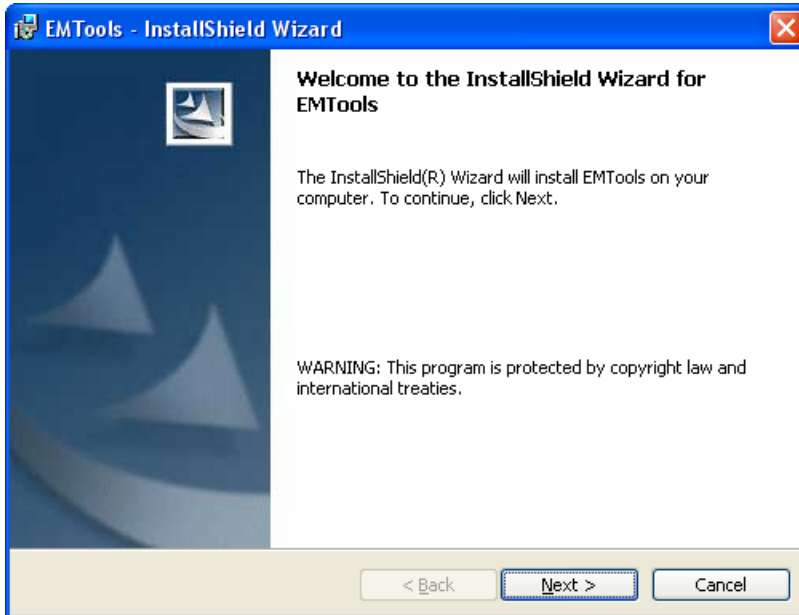 EMTools - InstallShield Wizard
Welcome to the InstallShield Wizard for
EMTools
The InstallShield(R) Wizard will install EMTools on your
computer. To continue, click Next.
WARNING: This program is protected by copyright law and
international treaties.
< Back
Next >
Cancel